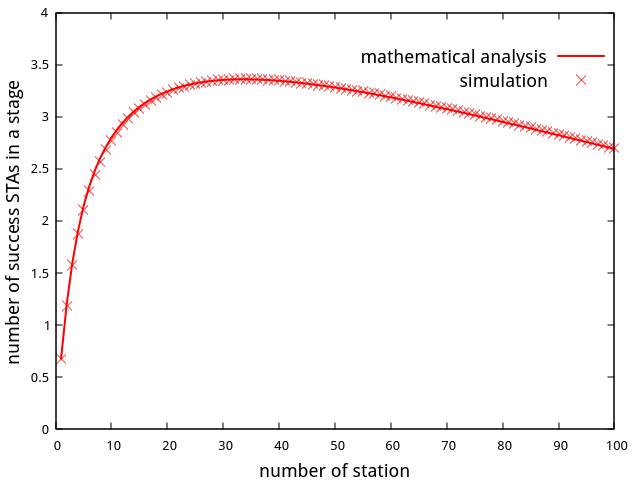 4
3.5
3
2.5
2
1.5
1
0.5
0
0 10 20 30 40 50 60 70 80 90 100
number of success STAs in a stage
number of station
mathematical analysis
simulation